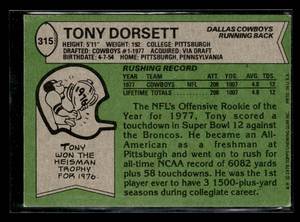 315
TONY DORSETT
DALLAS COWBOYS
RUNNING BACK
HEIGHT: 5'11" WEIGHT: 192 COLLEGE: PITTSBURGH
DRAFTED: COWBOYS #1-1977 ACQUIRED: VIA DRAFT
BIRTHDATE: 4-7-54 HOME: PITTSBURGH, PENNSYLVANIA
RUSHING RECORD
YEAR TEAM LEA. ATT. YARDS AVG. TD'S
1977 COWBOYS NFL 208 1007 4.8 12
LIFETIME TOTALS 208 1007 4.8 12
1976
TONY
WON THE
HEISMAN
TROPHY
FOR 1976
The NFL's Offensive Rookie of the
Year for 1977, Tony scored a
touchdown in Super Bowl 12 against
the Broncos. He became an All-
American as a freshman at
Pittsburgh and went on to set an
all-time NCAA record of 6082 yards
plus 58 touchdowns. He was the 1st
player ever to have 3 1500-plus-yard
seasons during collegiate career.